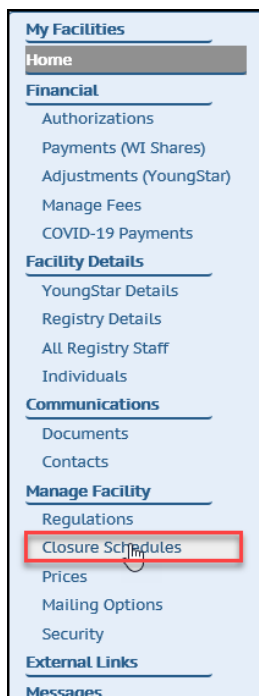 My Facilities
Home
Financial
Authorizations
Payments (WI Shares)
Adjustments (YoungStar)
Manage Fees
COVID-19 Payments
Facility Details
YoungStar Details
Registry Details
All Registry Staff
Individuals
Communications
Documents
Contacts
Manage Facility
Regulations
Closure Schedules
Prices
Mailing Options
Security
External Links
Messages